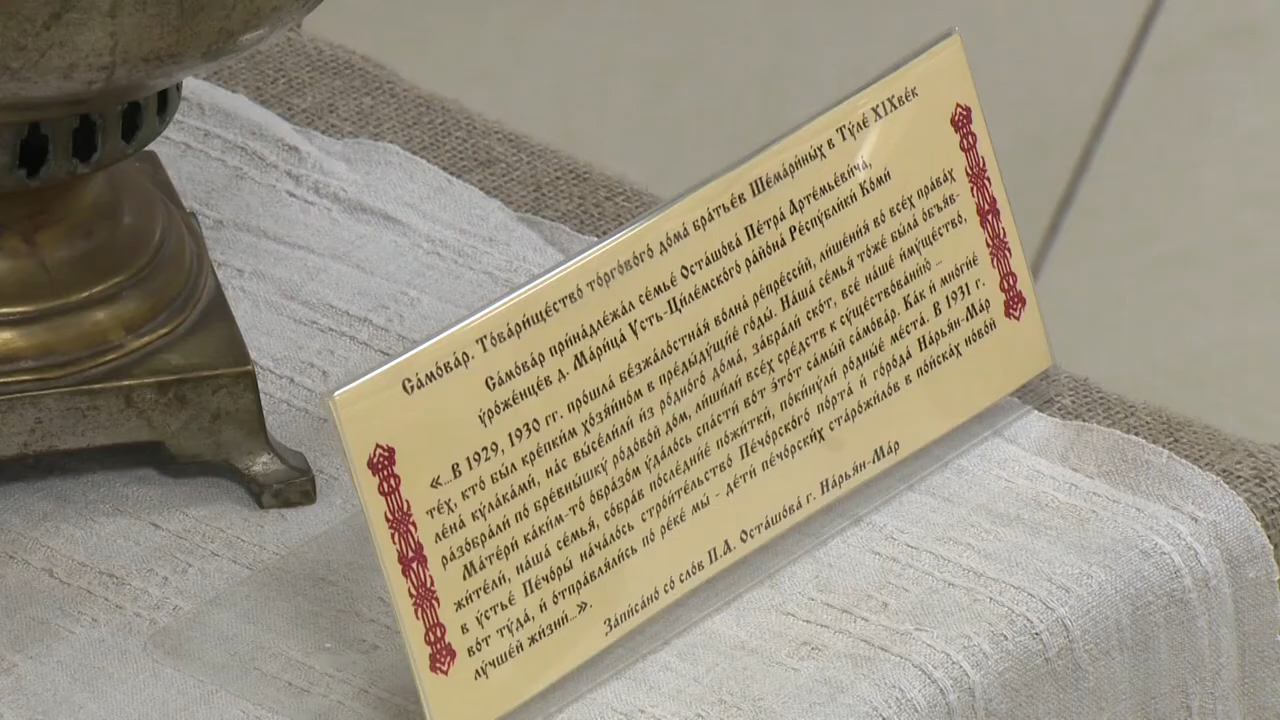 Самовар. Товарищество торгового дома братьев Шемариных в Туле XIXвек
Самовар принадлежал семье Осташова Петра Артемьевича,
уроженцев д. Марица Усть-Цилемского района Республики Коми
«...В 1929, 1930 гг. прошла безжалостная волна репрессий, лишения во всех правах
тех, кто был крепким хозяином в предыдущие годы. Наша семья тоже была объяв-
лена кулаками, нас выселили из родного дома, забрали скот, всё наше имущество,
разобрали по бревнышку родовой дом, лишили всех средств к существованию ...
Матери каким-то образом удалось спасти вот этот самый самовар. Как и многие
жители, наша семья, собрав последние пожитки, покинули родные места. В 1931 г.
в устье Печоры началось строительство Печорского порта и города Нарьян-Мар
вот туда, и отправлялись по реке мы - дети печорских старожилов в поисках новой
лучшей жизни...».
Записано со слов П.А. Осташова г. Нарьян-Мар